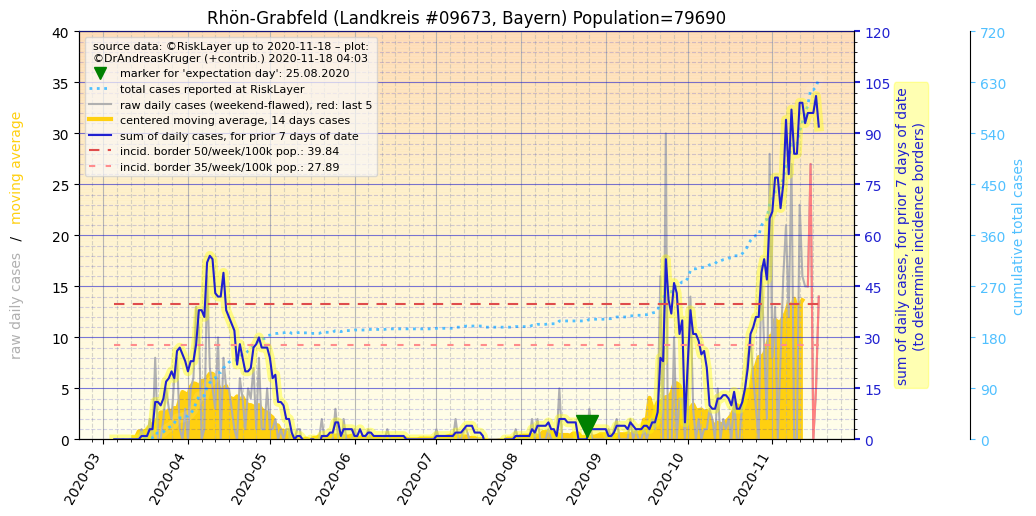 Rhön-Grabfeld (Landkreis #09673, Bayern) Population=79690
source data: ©RiskLayer up to 2020-11-18 – plot:
©DrAndreasKruger (+contrib.) 2020-11-18 04:03
marker for 'expectation day': 25.08.2020
total cases reported at RiskLayer
raw daily cases (weekend-flawed), red: last 5
centered moving average, 14 days cases
sum of daily cases, for prior 7 days of date
incid. border 50/week/100k pop.: 39.84
incid. border 35/week/100k pop.: 27.89
raw daily cases / moving average
40
35
30
25
20
15
10
5
0
120
105
90
75
60
45
30
15
0
sum of daily cases, for prior 7 days of date
(to determine incidence borders)
720
630
540
450
360
270
180
90
0
cumulative total cases
2020-03
2020-04
2020-05
2020-06
2020-07
2020-08
2020-09
2020-10
2020-11